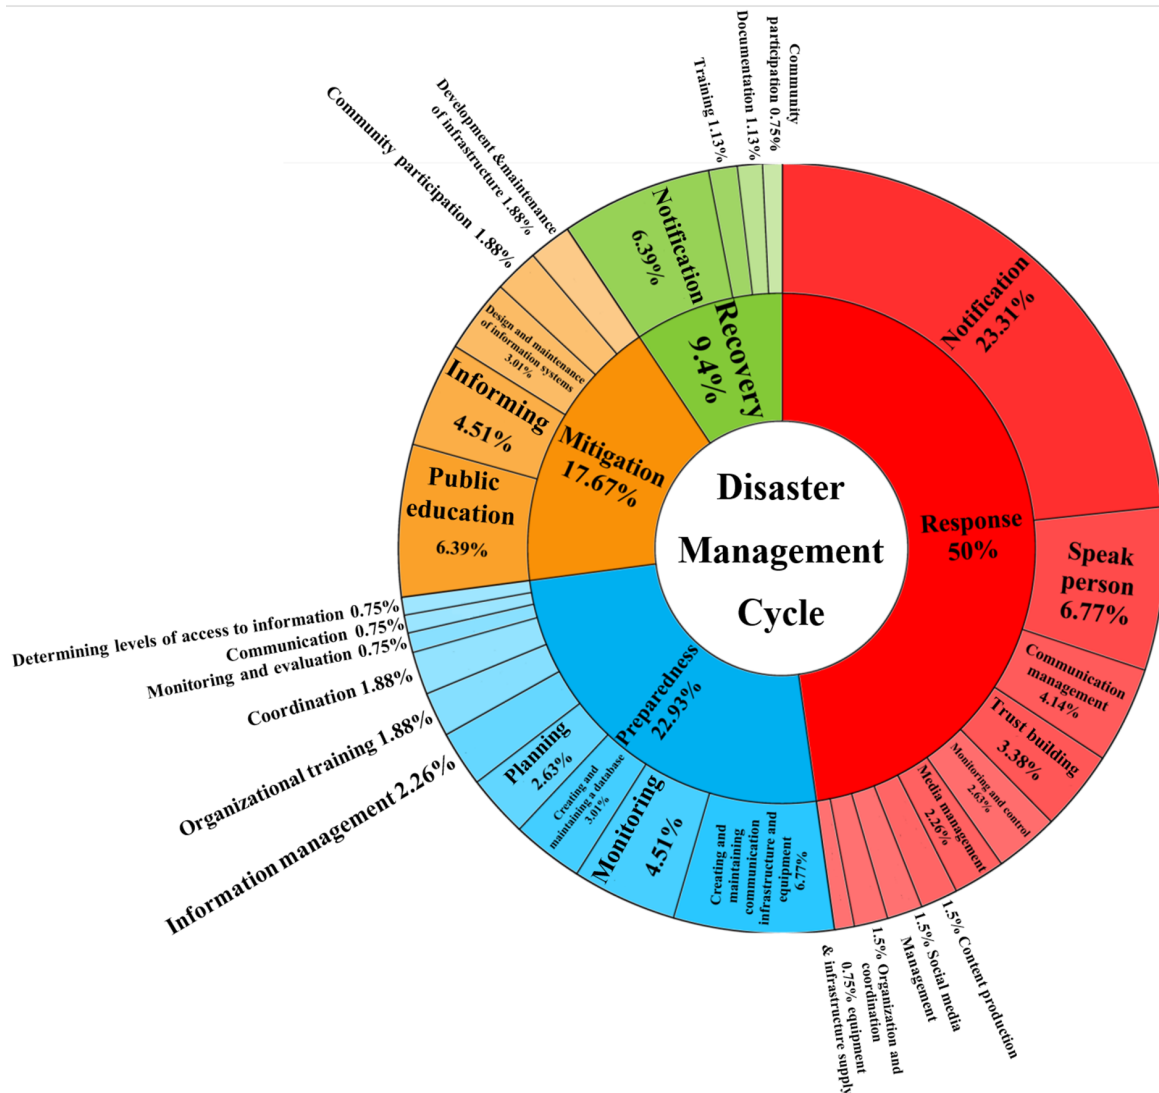 Disaster
Management
Cycle
Response
50%
Notification
23.31%
Speak
person
6.77%
Communication
management
4.14%
Trust building
3.38%
Monitoring and control
2.63%
Media management
2.26%
1.5% Content production
1.5% Social media
Management
1.5% Organization and
coordination
0.75% equipment
& infrastructure supply
Preparedness
22.93%
Creating and
maintaining
communication
infrastructure and
equipment
6.77%
Monitoring
4.51%
Creating and
maintaining a database
3.01%
Planning
2.63%
Information management 2.26%
Organizational training 1.88%
Coordination 1.88%
Monitoring and evaluation 0.75%
Communication 0.75%
Determining levels of access to information 0.75%
Mitigation
17.67%
Public
education
6.39%
Informing
4.51%
Design and maintenance
of information systems
3.01%
Community participation 1.88%
Development &maintenance
of infrastructure 1.88%
Recovery
9.4%
Notification
6.39%
Training 1.13%
Documentation 1.13%
Community
participation 0.75%